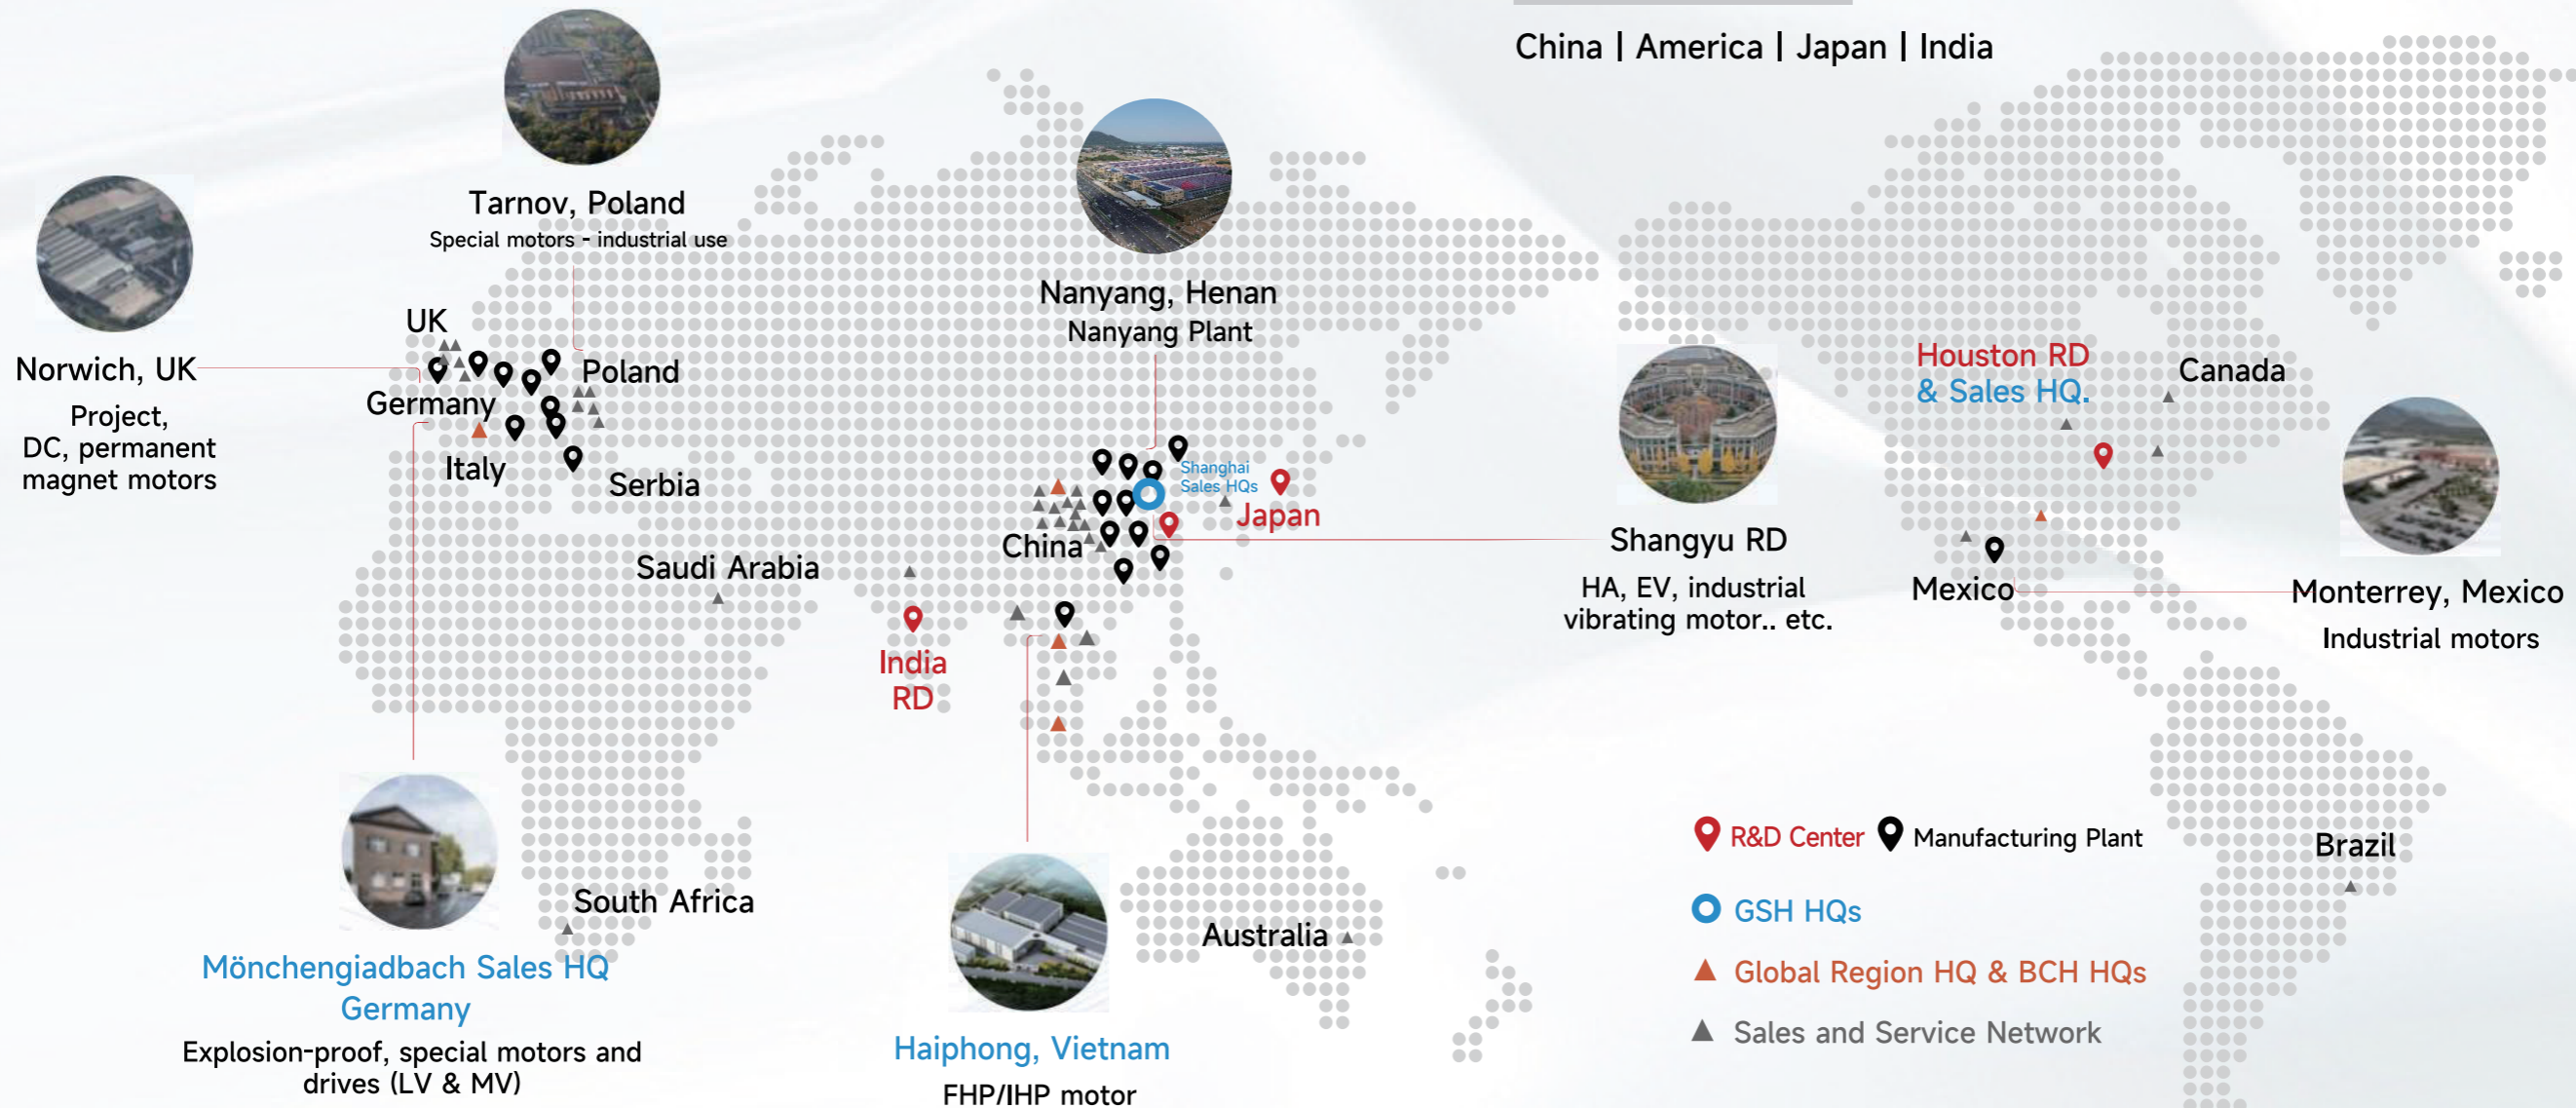 China | America | Japan | India
Tarnov, Poland
Special motors - industrial use
Nanyang, Henan
Nanyang Plant
UK
Norwich, UK
Project,
DC, permanent
magnet motors
Poland
Germany
Italy
Serbia
Shanghai
Sales HQs
Japan
China
Saudi Arabia
India
RD
Shangyu RD
HA, EV, industrial
vibrating motor.. etc.
Houston RD
& Sales HQ.
Canada
Mexico
Monterrey, Mexico
Industrial motors
South Africa
Mönchengiadbach Sales HQ
Germany
Explosion-proof, special motors and
drives (LV & MV)
Haiphong, Vietnam
FHP/IHP motor
Australia
Brazil
R&D Center
Manufacturing Plant
GSH HQs
Global Region HQ & BCH HQs
Sales and Service Network